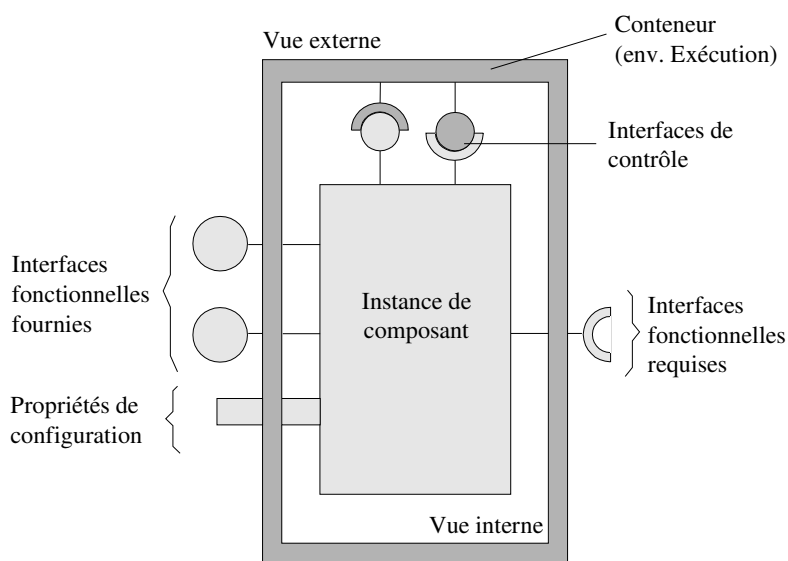 Vue externe
Conteneur
(env. Exécution)
Interfaces de
contrôle
Interfaces
fonctionnelles
fournies
Instance de
composant
Interfaces
fonctionnelles
requises
Propriétés de
configuration
Vue interne